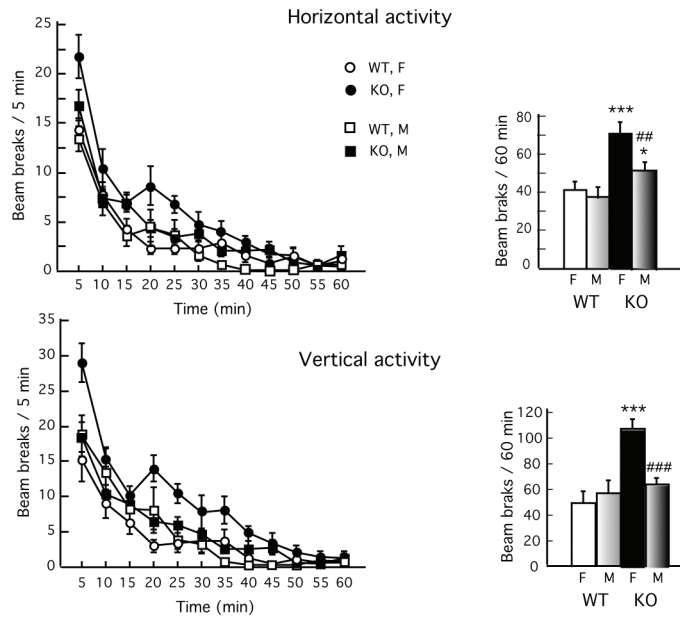 Horizontal activity
25
20
15
10
5
0
Beam breaks / 5 min
5 10 15 20 25 30 35 40 45 50 55 60
Time (min)
WT, F
KO, F
WT, M
KO, M
80
60
40
20
0
Beam braks / 60 min
***
##
*
F M F M
WT KO
Vertical activity
35
30
25
20
15
10
5
0
Beam breaks / 5 min
5 10 15 20 25 30 35 40 45 50 55 60
Time (min)
120
100
80
60
40
20
0
Beam braks / 60 min
***
###
F M F M
WT KO